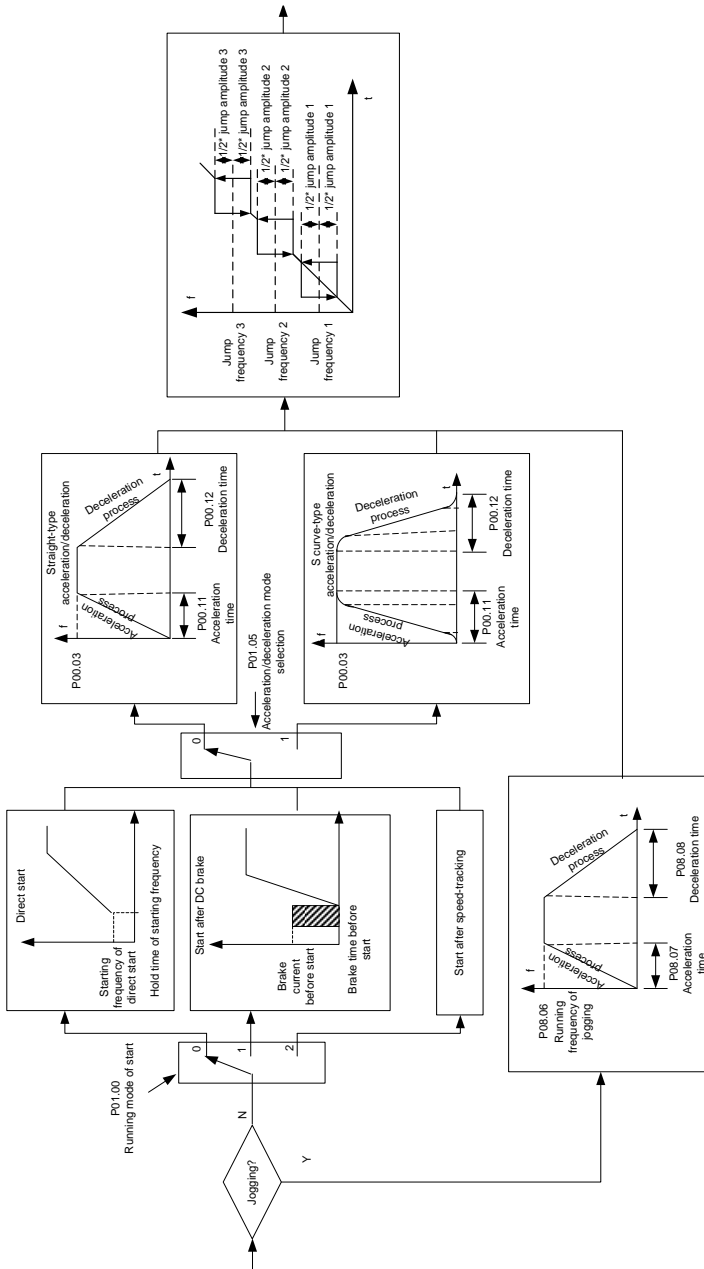 Jogging?
N
Y
P01.00
Running mode of start
0
1
2
Direct start
Starting
frequency of
direct start
Hold time of starting frequency
Start after DC brake
Brake
current
before start
Brake time before
start
Start after speed-tracking
P01.05
Acceleration/deceleration mode
selection
0
1
Straight-type
acceleration/deceleration
f
P00.03
Acceleration
process
Deceleration
process
t
P00.11
Acceleration
time
P00.12
Deceleration time
S curve-type
acceleration/deceleration
f
P00.03
Acceleration
process
Deceleration
process
t
P00.11
Acceleration
time
P00.12
Deceleration time
f
P08.06
Running
frequency of
jogging
Acceleration
process
Deceleration
process
t
P08.07
Acceleration
time
P08.08
Deceleration time
f
Jump
frequency 3
Jump
frequency 2
Jump
frequency 1
1/2* jump amplitude 3
1/2* jump amplitude 3
1/2* jump amplitude 2
1/2* jump amplitude 2
1/2* jump amplitude 1
1/2* jump amplitude 1
t